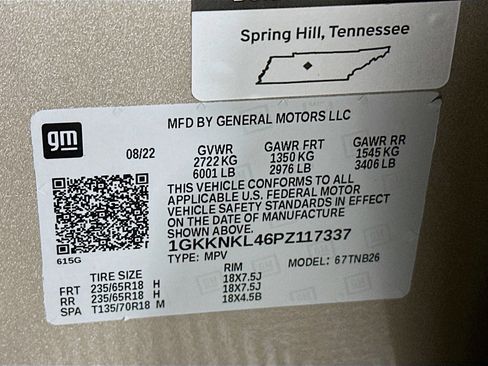 Spring Hill, Tennessee
gm
MFD BY GENERAL MOTORS LLC
08/22 GVWR GAWR FRT GAWR RR
2722 KG 1350 KG 1545 KG
6001 LB 2976 LB 3406 LB
THIS VEHICLE CONFORMS TO ALL
APPLICABLE U.S. FEDERAL MOTOR
VEHICLE SAFETY STANDARDS IN EFFECT
ON THE DATE OF MANUFACTURE
SHOWN ABOVE.
1GKKNKL46PZ117337
615G
TYPE: MPV MODEL: 67TNB26
TIRE SIZE RIM
FRT 235/65R18 H 18X7.5J
RR 235/65R18 H 18X7.5J
SPA T135/70R18 M 18X4.5B